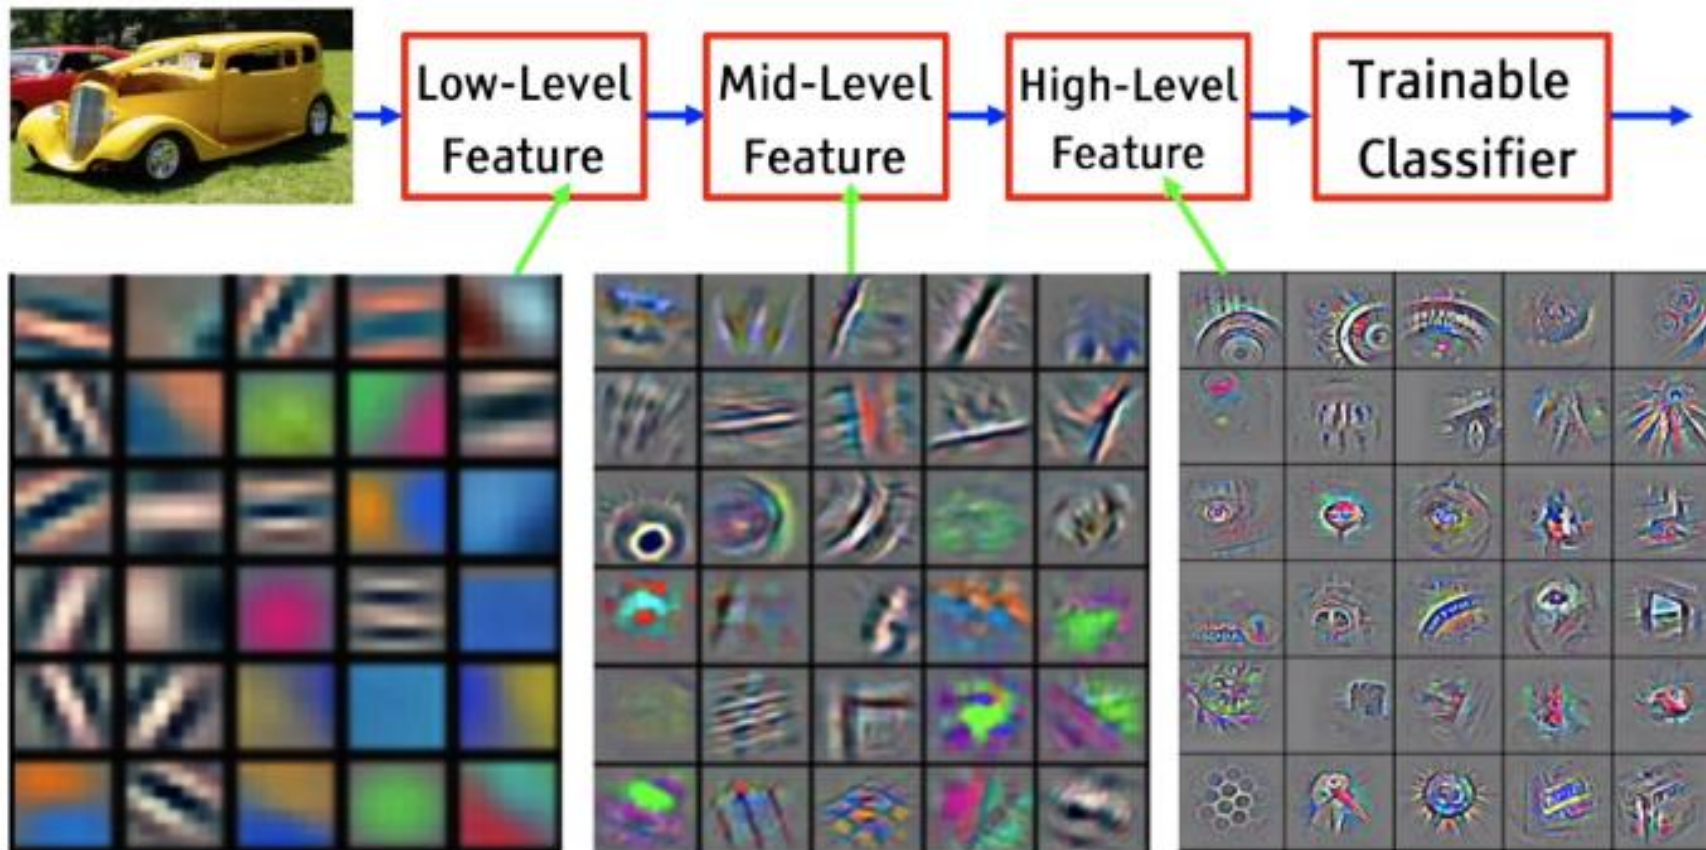 Low-Level
Feature
Mid-Level
Feature
High-Level
Feature
Trainable
Classifier